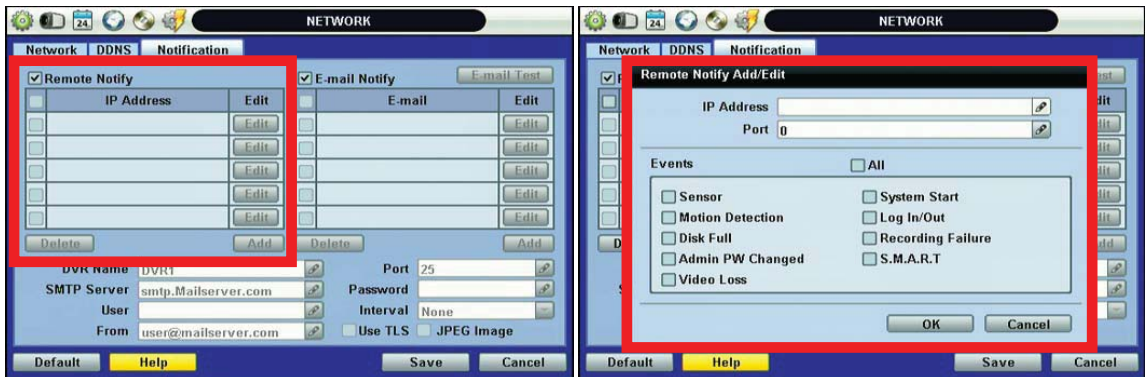 24
NETWORK
Network DDNS Notification
Remote Notify
IP Address Edit
Edit
Edit
Edit
Edit
Edit
Delete Add
E-mail Notify E-mail Test
E-mail Edit
Edit
Edit
Edit
Edit
Edit
Delete Add
DVR Name DVR1
SMTP Server smtp.Mailserver.com
User
From user@mailserver.com
Port 25
Password
Interval None
Use TLS JPEG Image
Default Help Save Cancel
24
NETWORK
Network DDNS Notification
Remote Notify Add/Edit
IP Address
Port 0
Events All
Sensor System Start
Motion Detection Log In/Out
Disk Full Recording Failure
Admin PW Changed S.M.A.R.T
Video Loss
OK Cancel
Default Help Save Cancel